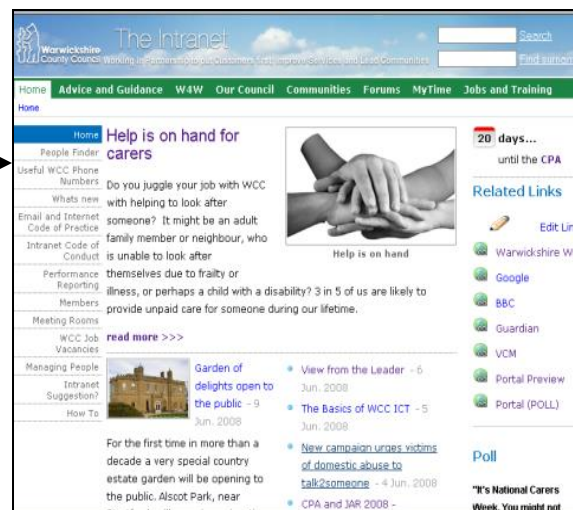 Warwickshire
County Council
The Intranet
Working in Partnership to put Customers first, improve Services and Lead Communities
Search
Find surname
Home Advice and Guidance W4W Our Council Communities Forums MyTime Jobs and Training
Home
Home
People Finder
Useful WCC Phone
Numbers
Whats new
Email and Internet
Code of Practice
Intranet Code of
Conduct
Performance
Reporting
Members
Meeting Rooms
WCC Job
Vacancies
Managing People
Intranet
Suggestion?
How To
Help is on hand for
carers
Do you juggle your job with WCC
with helping to look after
someone? It might be an adult
family member or neighbour, who
is unable to look after
themselves due to frailty or
illness, or perhaps a child with a disability? 3 in 5 of us are likely to
provide unpaid care for someone during our lifetime.
Help is on hand
read more >>>
Garden of
delights open to
the public - 9
Jun. 2008
For the first time in more than a
decade a very special country
estate garden will be opening to
the public. Alscot Park, near
View from the Leader - 6
Jun. 2008
The Basics of WCC ICT - 5
Jun. 2008
New campaign urges victims
of domestic abuse to
talk2someone - 4 Jun. 2008
CPA and JAR 2008 -
20 days...
until the CPA
Related Links
Edit Lin
Warwickshire W
Google
BBC
Guardian
VCM
Portal Preview
Portal (POLL)
Poll
"It's National Carers
Week. You might not